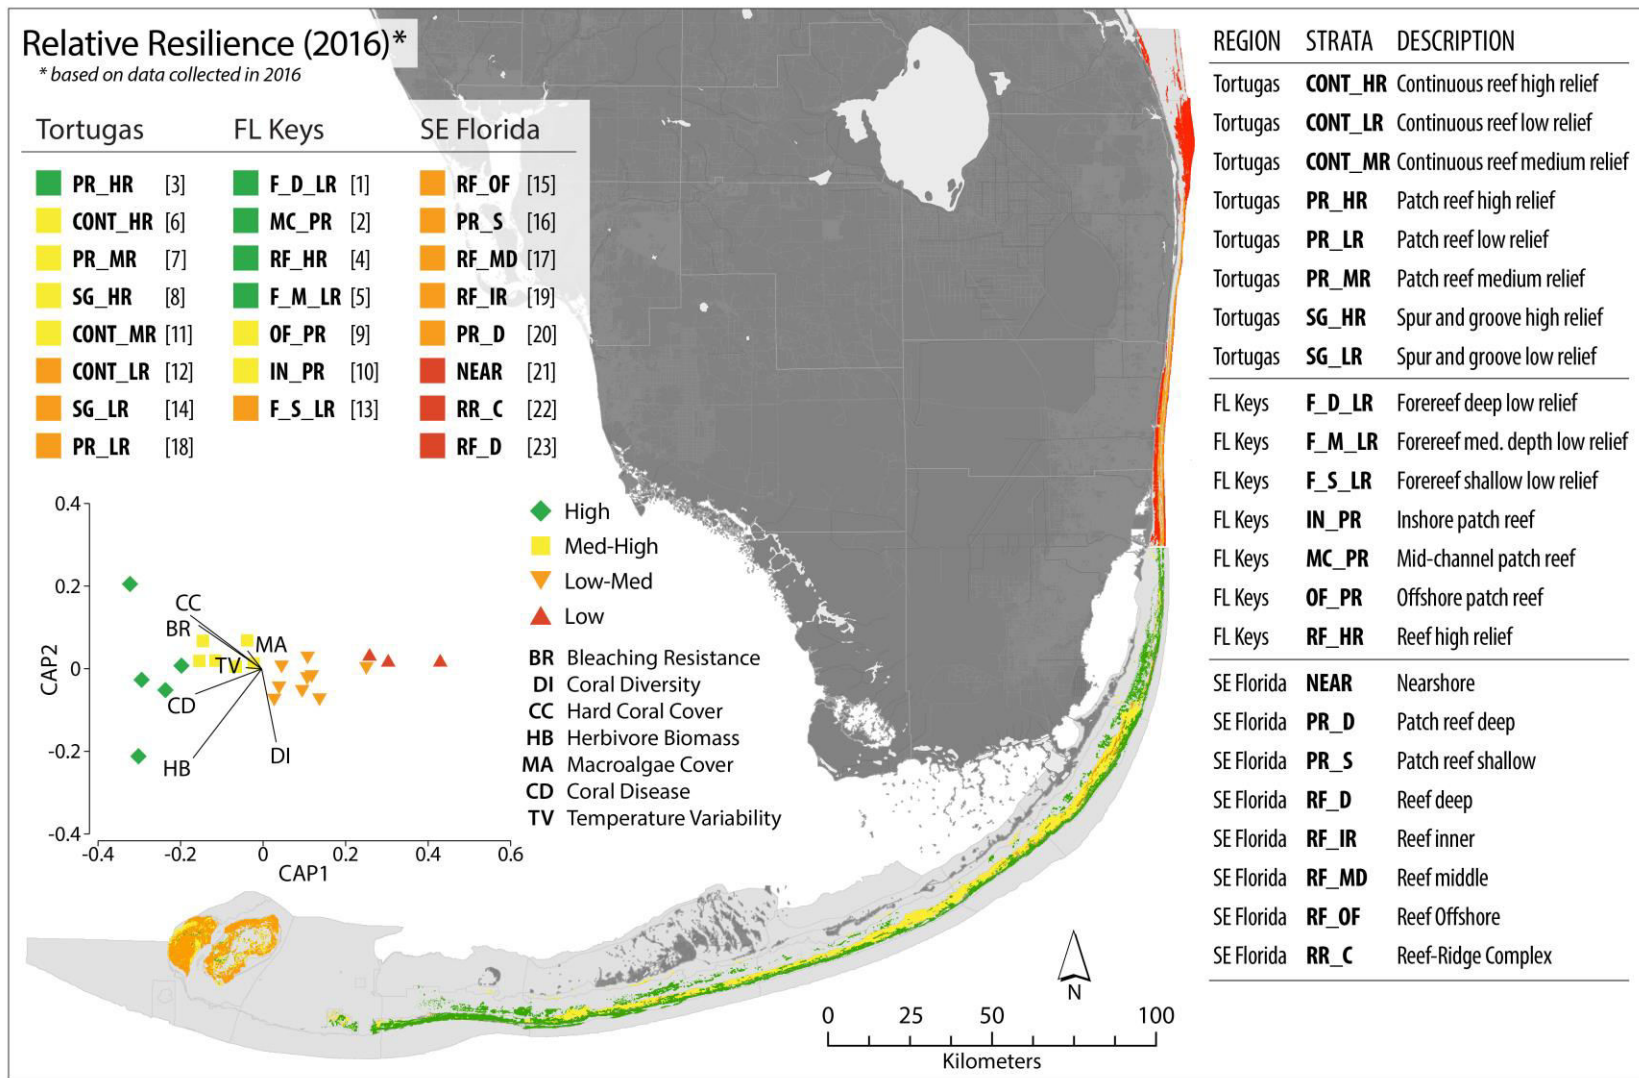 Relative Resilience (2016)*
* based on data collected in 2016
Tortugas FL Keys SE Florida
PR_HR [3] F_D_LR [1] RF_OF [15]
CONT_HR [6] MC_PR [2] PR_S [16]
PR_MR [7] RF_HR [4] RF_MD [17]
SG_HR [8] F_M_LR [5] RF_IR [19]
CONT_MR [11] OF_PR [9] PR_D [20]
CONT_LR [12] IN_PR [10] NEAR [21]
SG_LR [14] F_S_LR [13] RR_C [22]
PR_LR [18] RF_D [23]
0.4
0.2
0
-0.2
-0.4
CAP2
CC
BR
MA
TV
CD
HB
DI
-0.4 -0.2 0 0.2 0.4 0.6
CAP1
High
Med-High
Low-Med
Low
BR Bleaching Resistance
DI Coral Diversity
CC Hard Coral Cover
HB Herbivore Biomass
MA Macroalgae Cover
CD Coral Disease
TV Temperature Variability
N
0 25 50 100
Kilometers
REGION STRATA DESCRIPTION
Tortugas CONT_HR Continuous reef high relief
Tortugas CONT_LR Continuous reef low relief
Tortugas CONT_MR Continuous reef medium relief
Tortugas PR_HR Patch reef high relief
Tortugas PR_LR Patch reef low relief
Tortugas PR_MR Patch reef medium relief
Tortugas SG_HR Spur and groove high relief
Tortugas SG_LR Spur and groove low relief
FL Keys F_D_LR Forereef deep low relief
FL Keys F_M_LR Forereef med. depth low relief
FL Keys F_S_LR Forereef shallow low relief
FL Keys IN_PR Inshore patch reef
FL Keys MC_PR Mid-channel patch reef
FL Keys OF_PR Offshore patch reef
FL Keys RF_HR Reef high relief
SE Florida NEAR Nearshore
SE Florida PR_D Patch reef deep
SE Florida PR_S Patch reef shallow
SE Florida RF_D Reef deep
SE Florida RF_IR Reef inner
SE Florida RF_MD Reef middle
SE Florida RF_OF Reef Offshore
SE Florida RR_C Reef-Ridge Complex